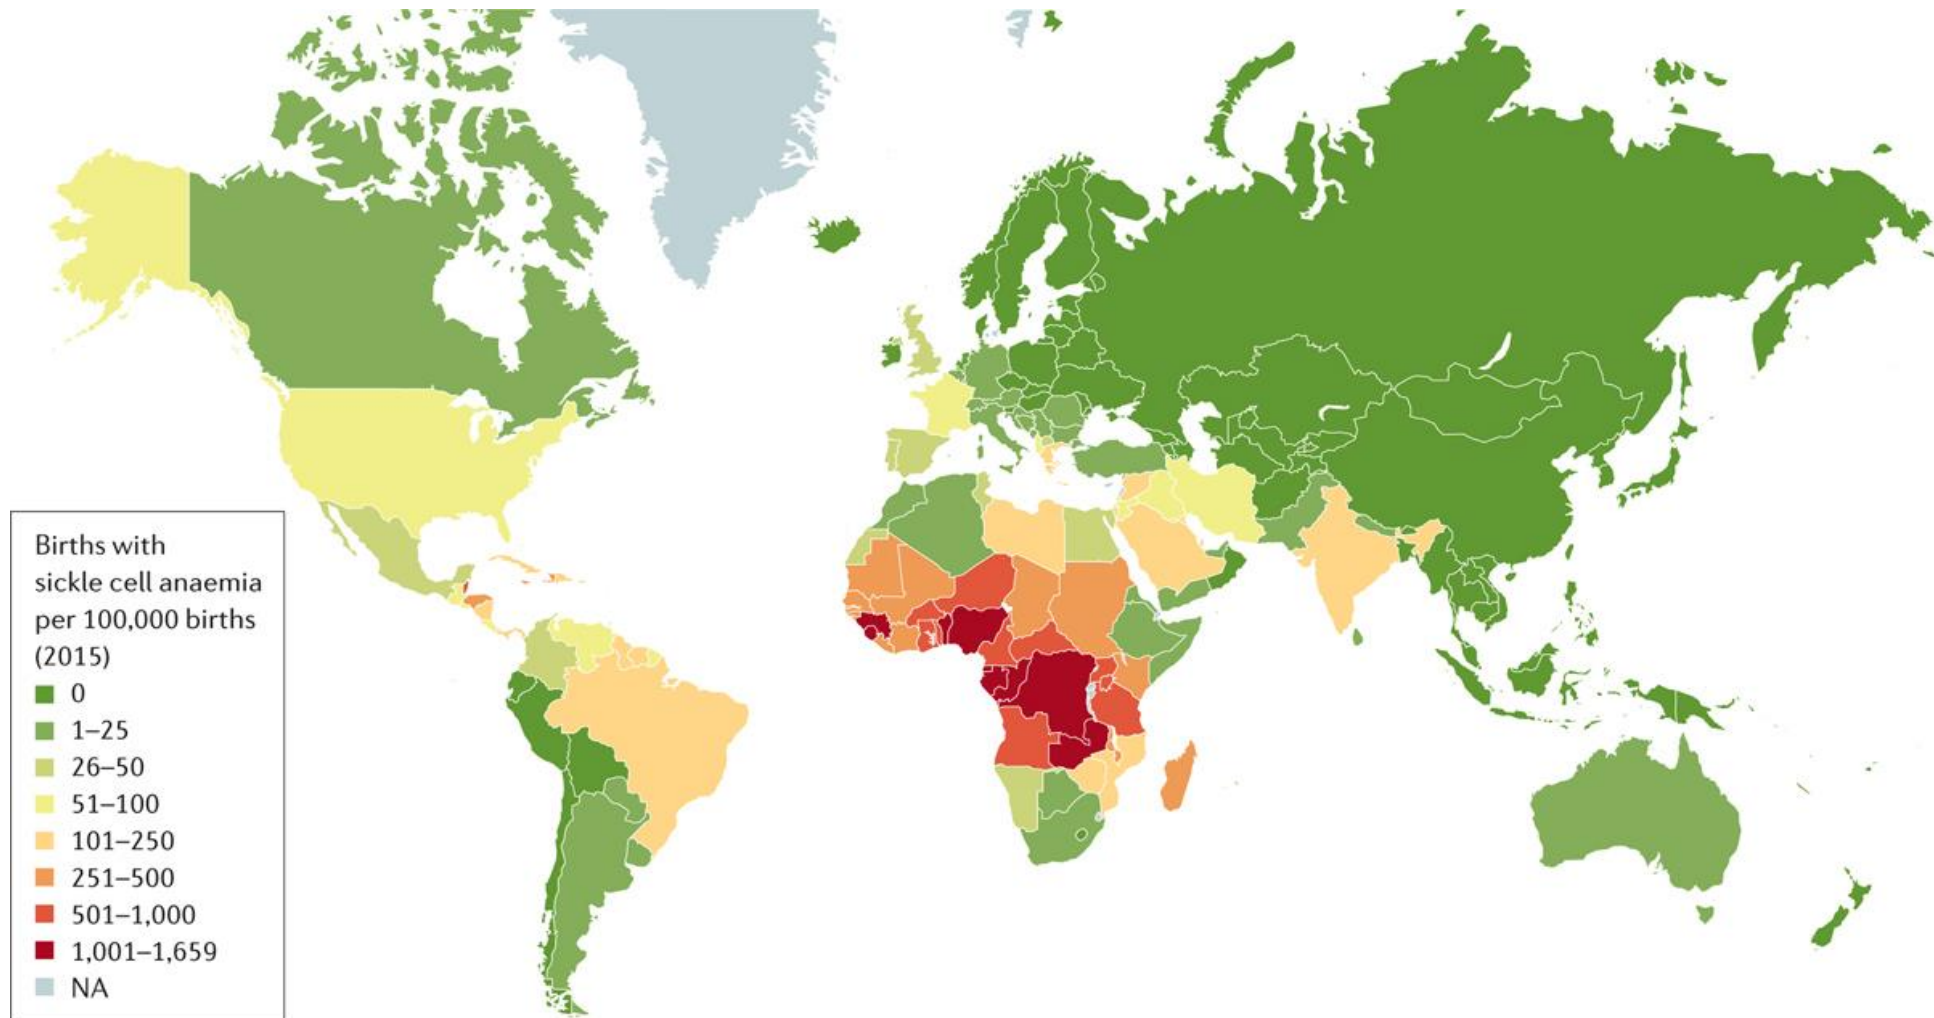 Births with
sickle cell anaemia
per 100,000 births
(2015)
0
1–25
26–50
51–100
101–250
251–500
501–1,000
1,001–1,659
NA